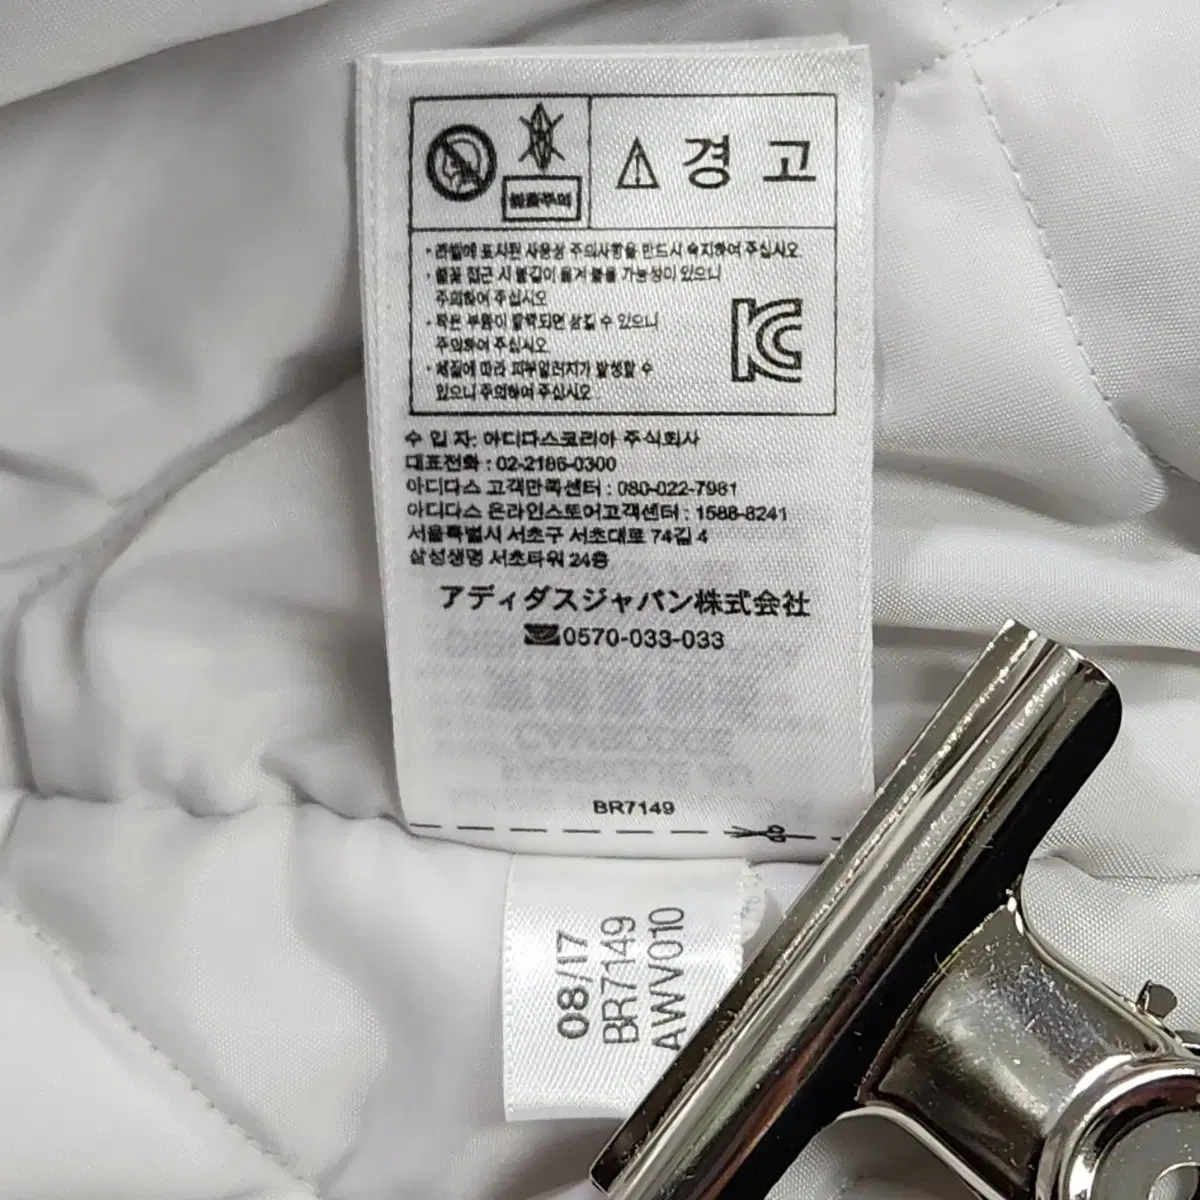 경고
· 라벨에 표시된 사용상 주의사항을 반드시 숙지하여 주십시오.
· 불꽃 접근 시 불길이 옮겨 붙을 가능성이 있으니
주의하여 주십시오
· 작은 부품이 탈락되면 삼킬 수 있으니
주의하여 주십시오
· 체질에 따라 피부알러지가 발생할 수
있으니 주의하여 주십시오
수 입 자: 아디다스코리아 주식회사
대표전화 : 02-2186-0300
아디다스 고객만족센터 : 080-022-7981
아디다스 온라인스토어고객센터 : 1588-8241
서울특별시 서초구 서초대로 74길 4
삼성생명 서초타워 24층
アディダスジャパン株式会社
0570-033-033
BR7149
08/17
BR7149
AWV010